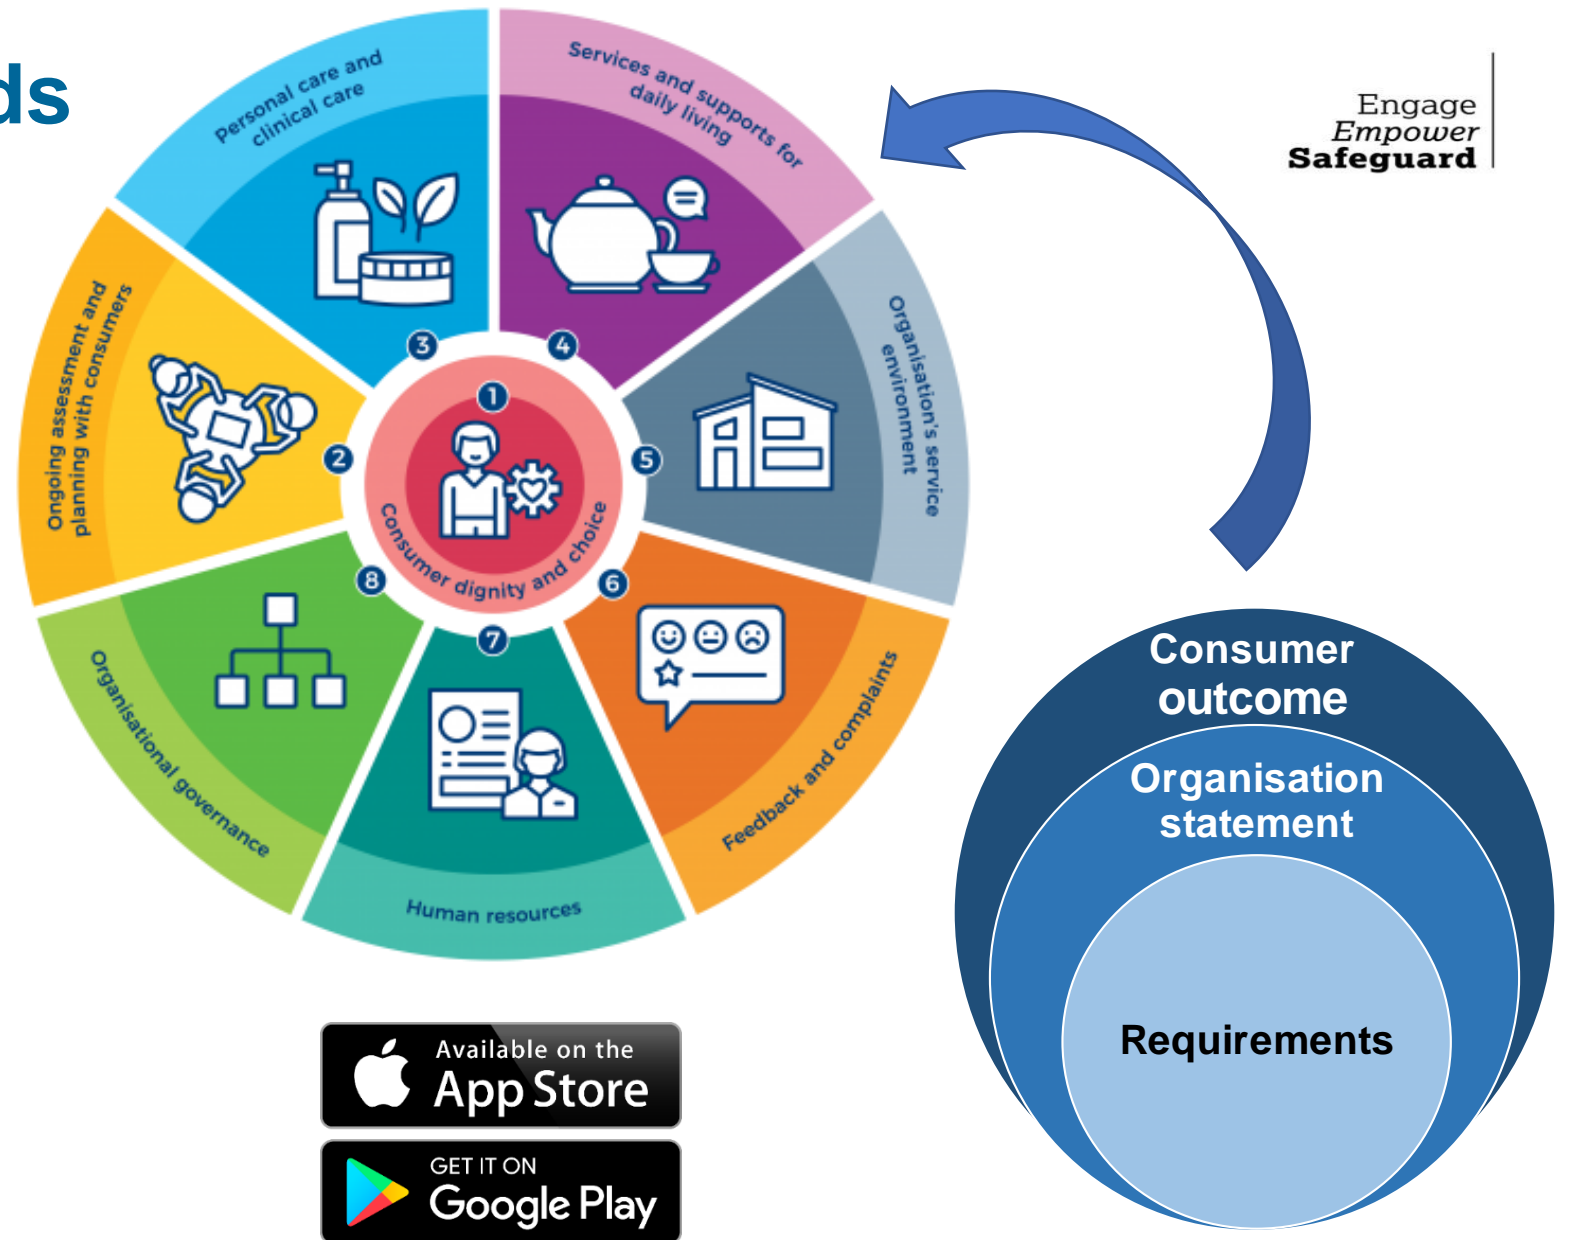 ds
Personal care and
clinical care
Services and supports for
daily living
Organisation's service
environment
Feedback and complaints
Human resources
Organisational governance
Ongoing assessment and
planning with consumers
3
4
1
2
5
Consumer dignity and choice
8
6
7
Engage
Empower
Safeguard
Consumer
outcome
Organisation
statement
Requirements
Available on the
App Store
GET IT ON
Google Play